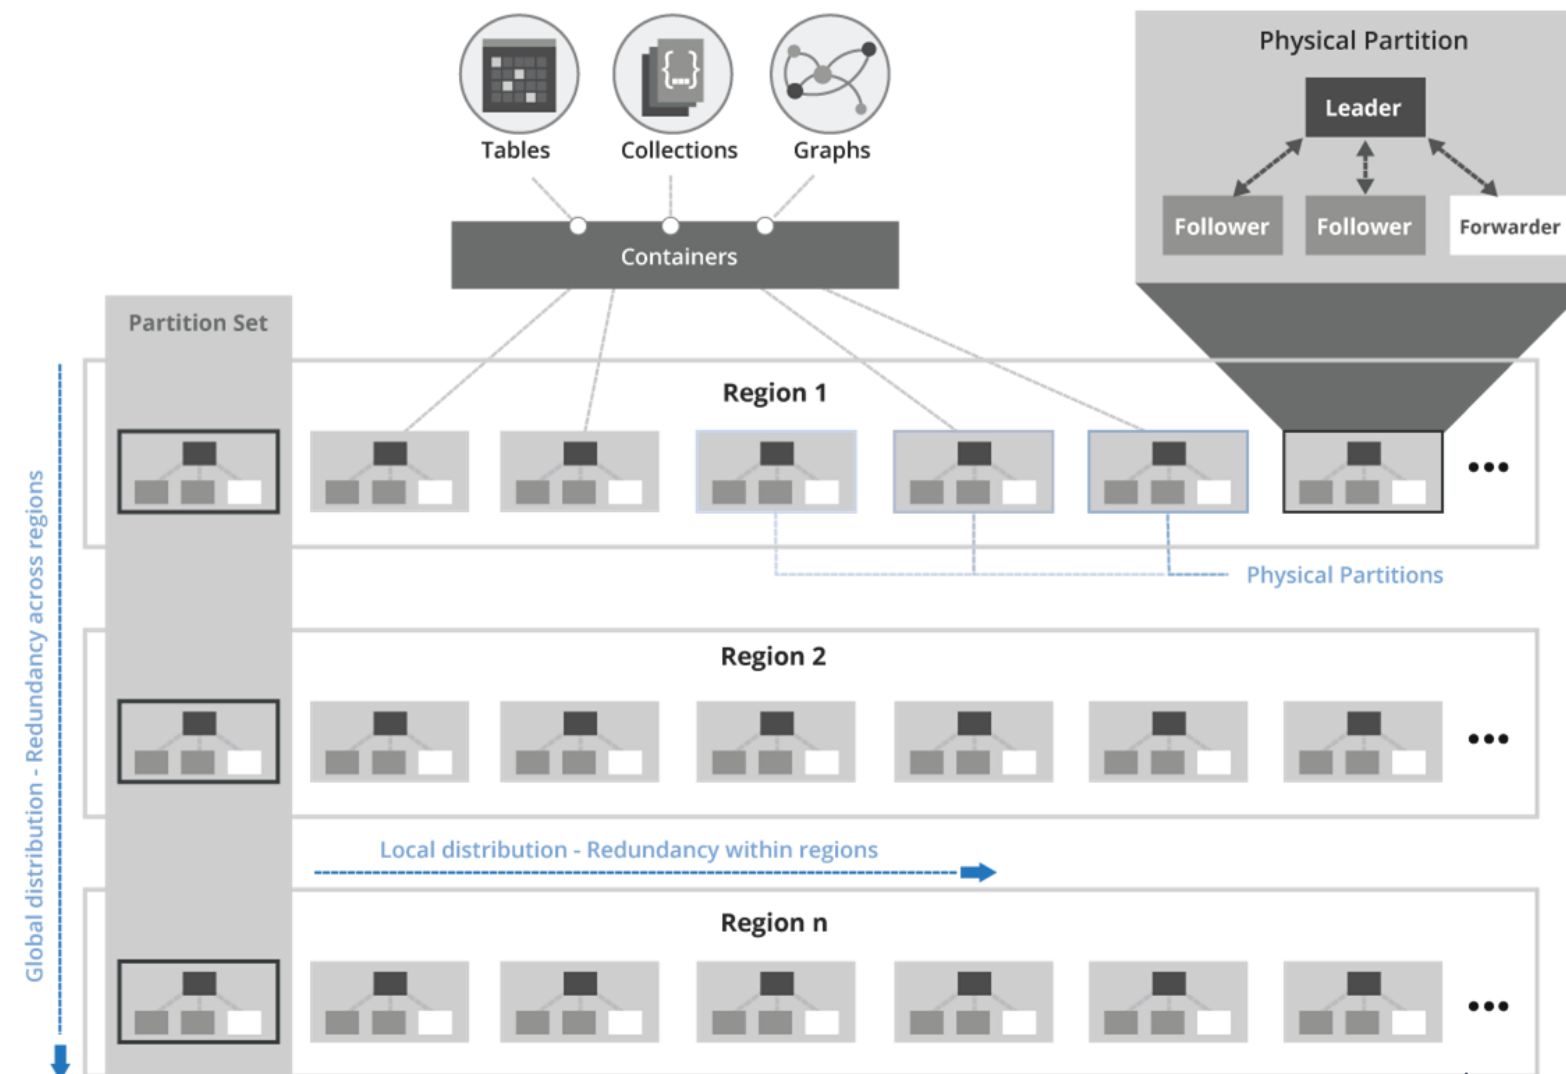 Physical Partition
Leader
Follower
Follower
Forwarder
Tables
Collections
Graphs
{...}
Containers
Partition Set
Region 1
Physical Partitions
Global distribution - Redundancy across regions
Region 2
Local distribution - Redundancy within regions
Region n